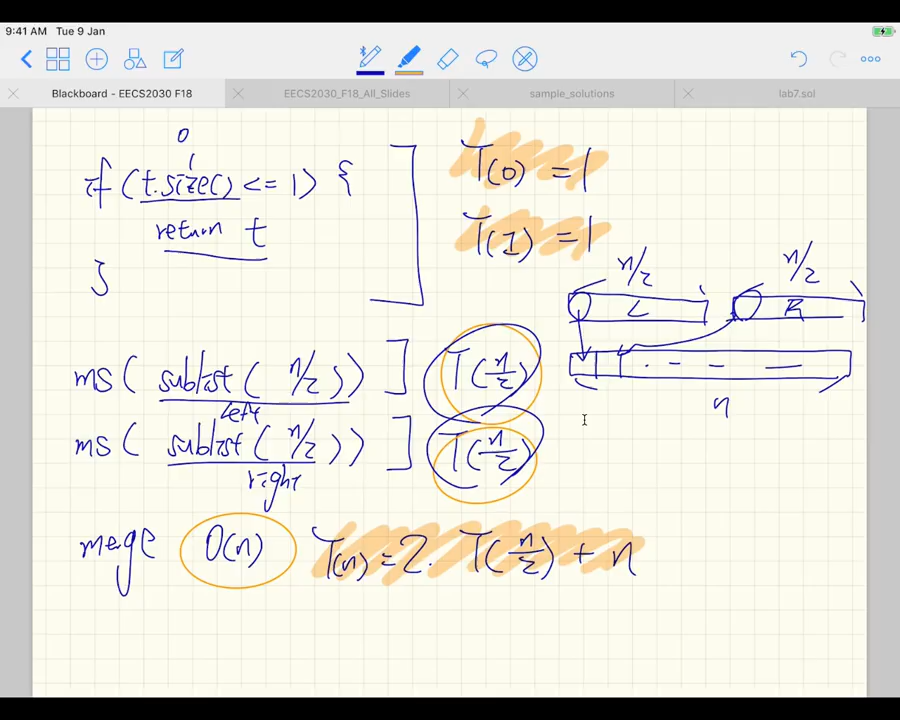 9:41 AM Tue 9 Jan
Blackboard - EECS2030 F18
EECS2030_F18_All_Slides
sample_solutions
lab7.sol
0
1
if (t.size() <= 1) {
return t
}
T(0) = 1
T(1) = 1
n/2
n/2
L
R
n
ms( sublist( n/2 )) ] T(n/2)
left
ms( sublist( n/2 )) ] T(n/2)
right
merge O(n) T(n) = 2 · T(n/2) + n